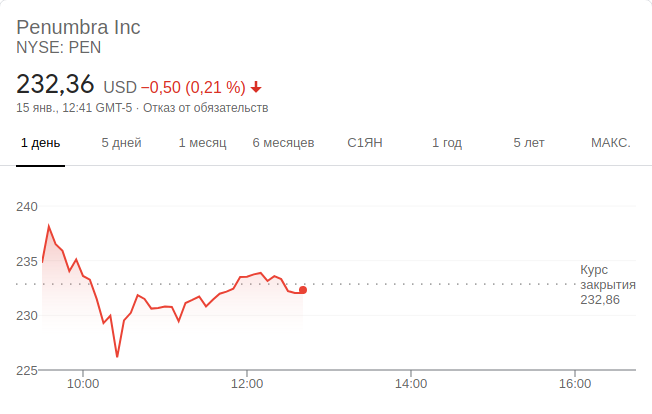 Penumbra Inc
NYSE: PEN
232,36 USD −0,50 (0,21 %)
15 янв., 12:41 GMT-5 · Отказ от обязательств
1 день 5 дней 1 месяц 6 месяцев С1ЯН 1 год 5 лет МАКС.
240
235
Курс
закрытия
232,86
230
225
10:00 12:00 14:00 16:00